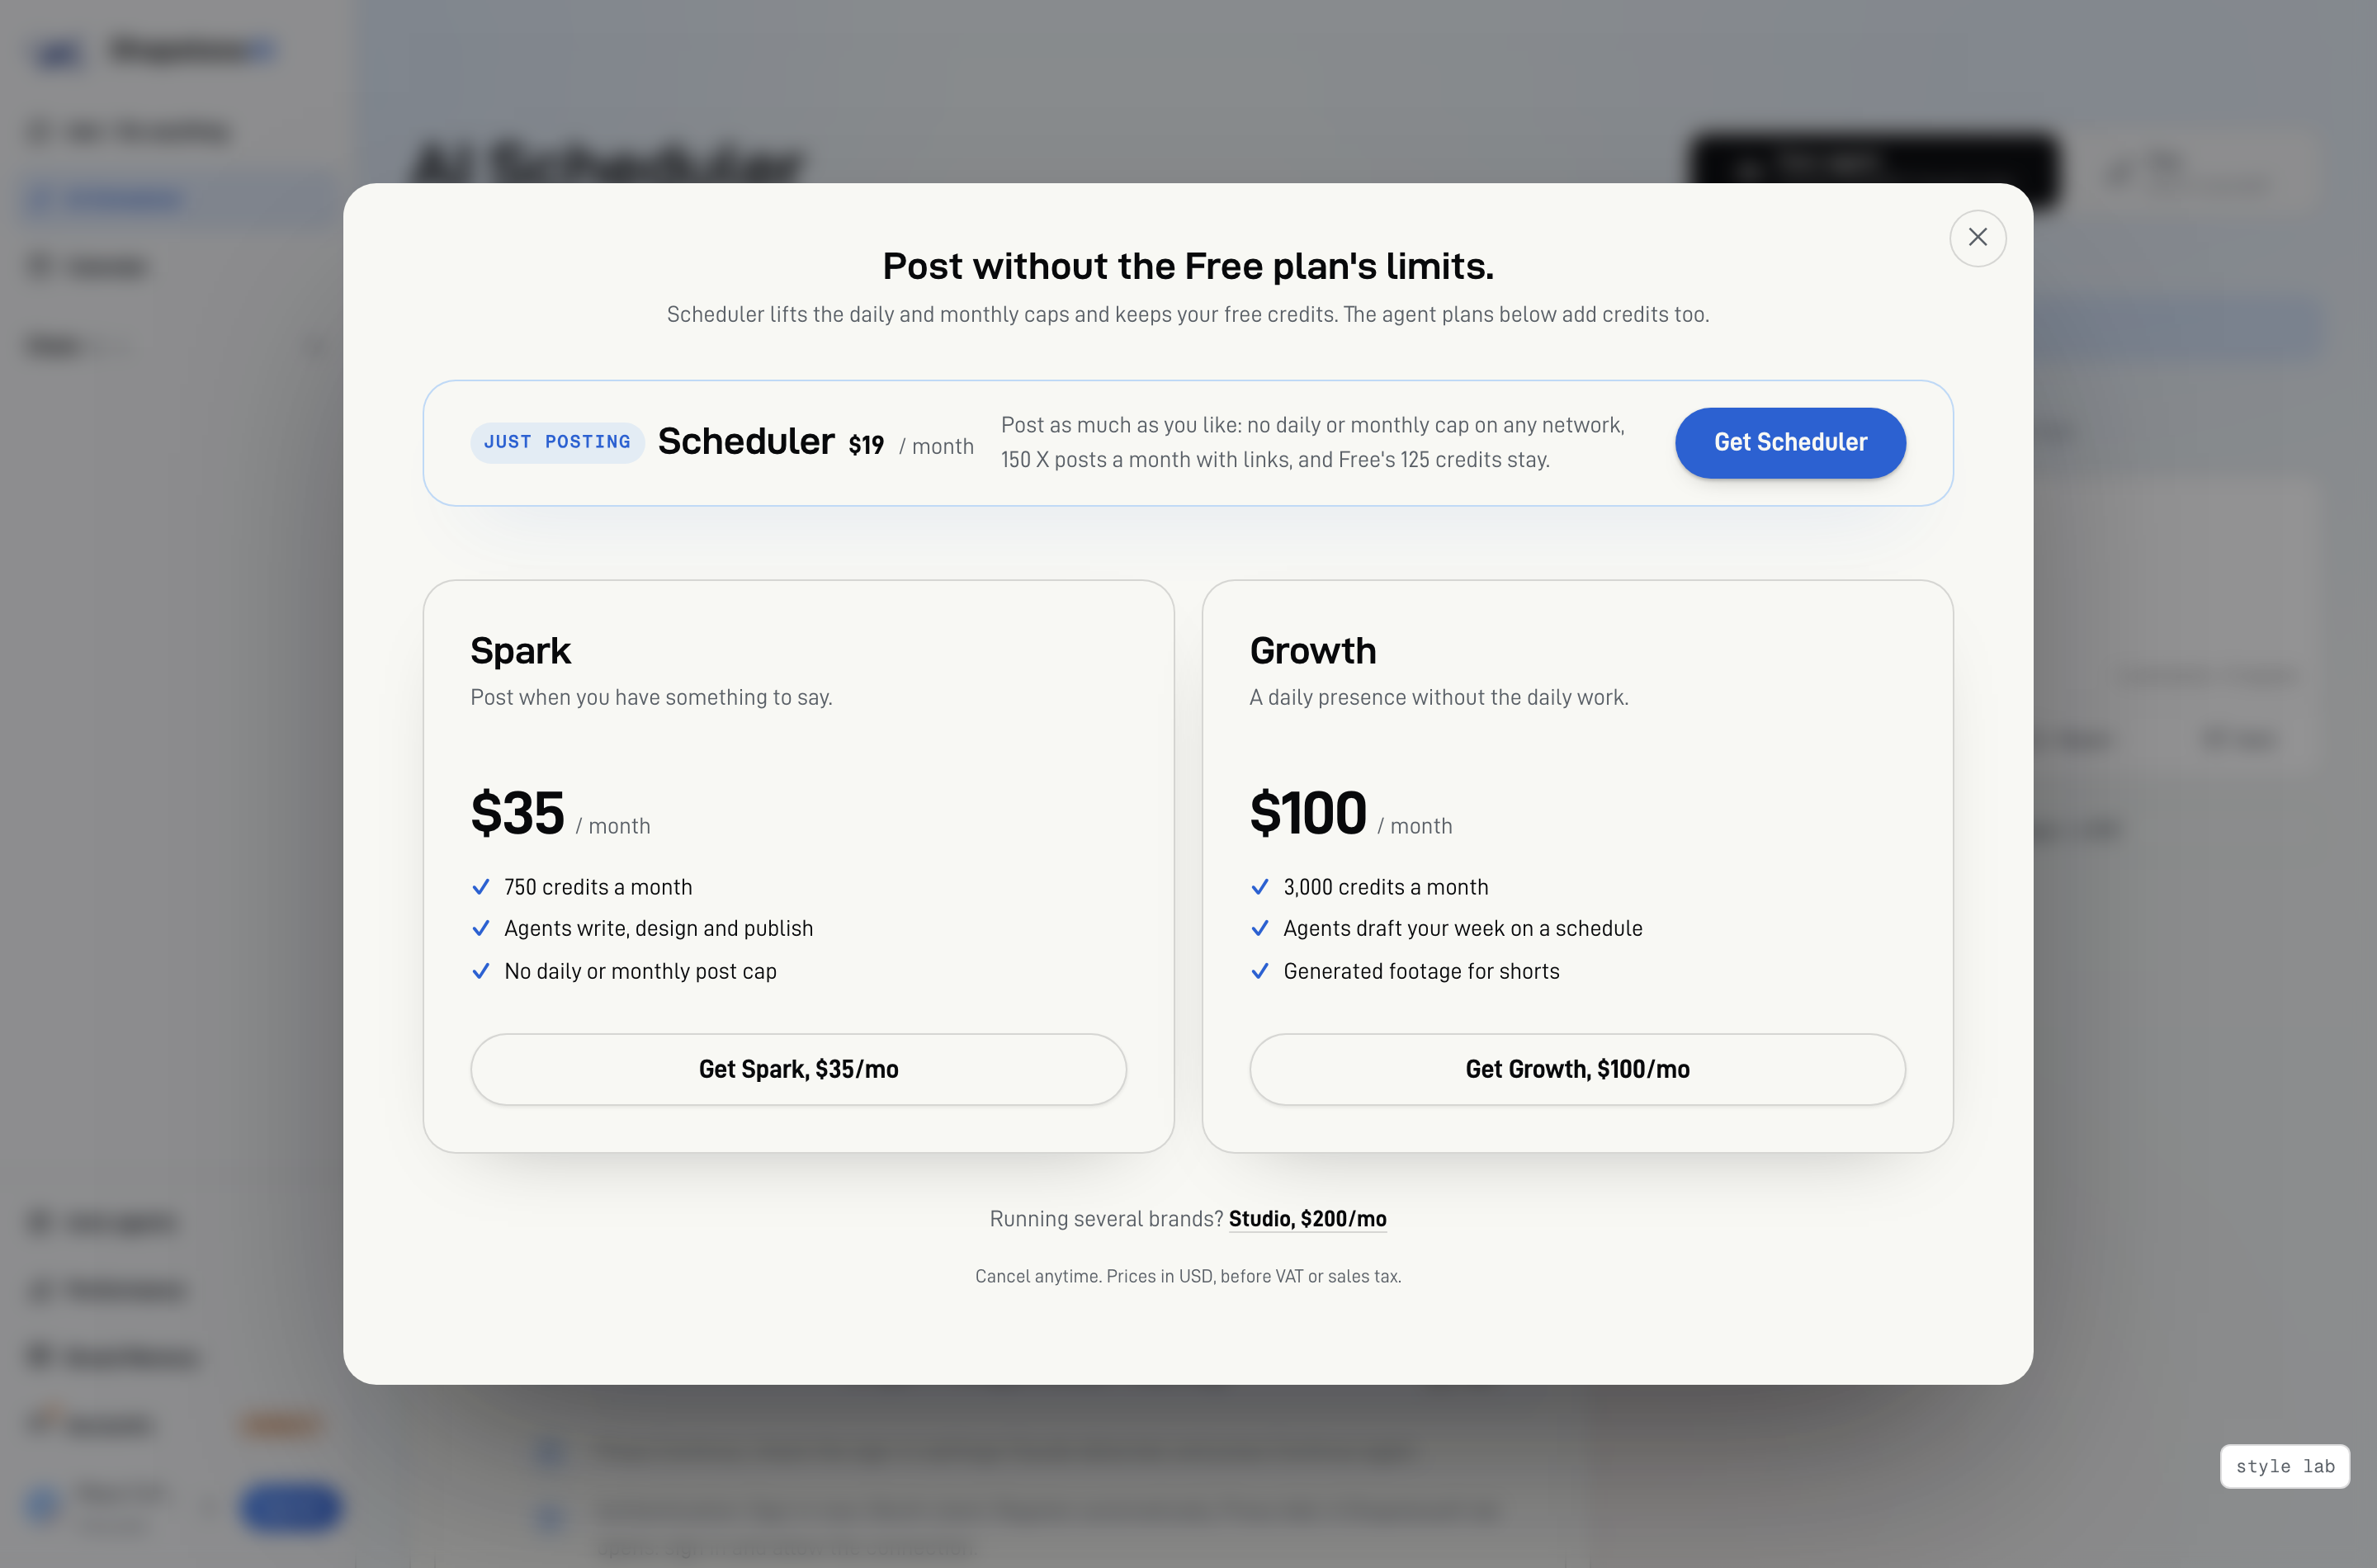 AI Scheduler
Post without the Free plan's limits.
Scheduler lifts the daily and monthly caps and keeps your free credits. The agent plans below add credits too.
JUST POSTING Scheduler $19 / month
Post as much as you like: no daily or monthly cap on any network,
150 X posts a month with links, and Free's 125 credits stay.
Get Scheduler
Spark
Post when you have something to say.
$35 / month
750 credits a month
Agents write, design and publish
No daily or monthly post cap
Get Spark, $35/mo
Growth
A daily presence without the daily work.
$100 / month
3,000 credits a month
Agents draft your week on a schedule
Generated footage for shorts
Get Growth, $100/mo
Running several brands? Studio, $200/mo
Cancel anytime. Prices in USD, before VAT or sales tax.
style lab